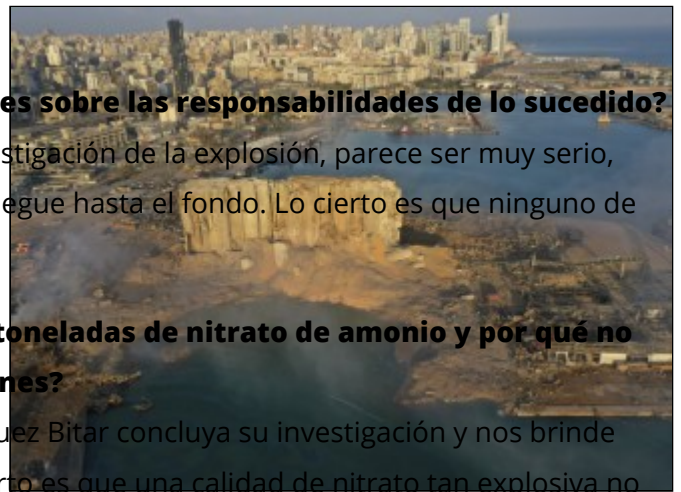 es sobre las responsabilidades de lo sucedido?
stigación de la explosión, parece ser muy serio,
egue hasta el fondo. Lo cierto es que ninguno de
toneladas de nitrato de amonio y por qué no
nes?
uez Bitar concluya su investigación y nos brinde
rto es que una calidad de nitrato tan explosiva no